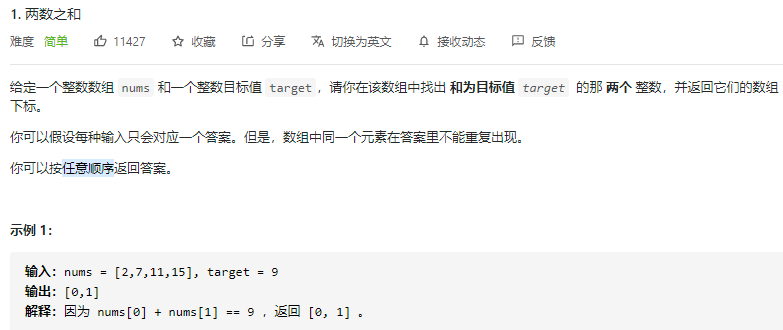 1. 两数之和
难度 简单 11427 收藏 分享 切换为英文 接收动态 反馈
给定一个整数数组 nums 和一个整数目标值 target，请你在该数组中找出 和为目标值 target 的那 两个 整数，并返回它们的数组
下标。
你可以假设每种输入只会对应一个答案。但是，数组中同一个元素在答案里不能重复出现。
你可以按任意顺序返回答案。
示例 1：
输入：nums = [2,7,11,15], target = 9
输出：[0,1]
解释：因为 nums[0] + nums[1] == 9 ，返回 [0, 1] 。